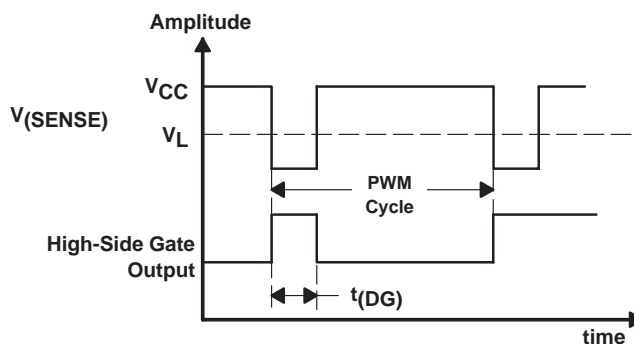 Amplitude
VCC
V(SENSE)
VL
PWM
Cycle
High-Side Gate
Output
t(DG)
time